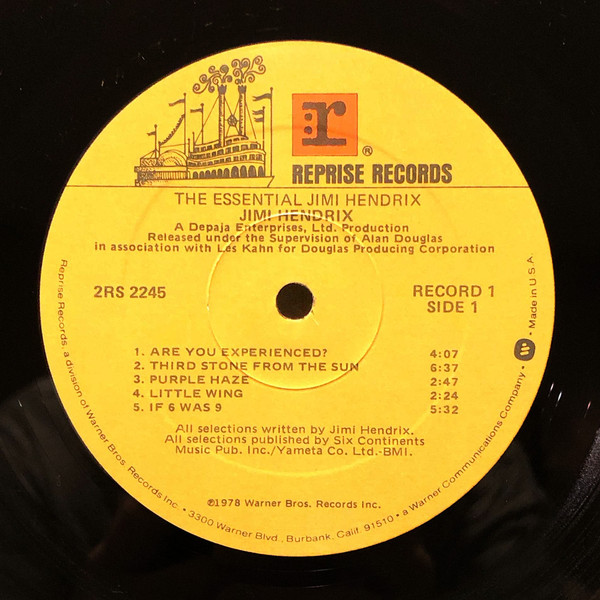 r
®
REPRISE RECORDS
THE ESSENTIAL JIMI HENDRIX
JIMI HENDRIX
A Depaja Enterprises, Ltd. Production
Released under the Supervision of Alan Douglas
in association with Les Kahn for Douglas Producing Corporation
2RS 2245
RECORD 1
SIDE 1
1. ARE YOU EXPERIENCED? 4:07
2. THIRD STONE FROM THE SUN 6:37
3. PURPLE HAZE 2:47
4. LITTLE WING 2:24
5. IF 6 WAS 9 5:32
All selections written by Jimi Hendrix.
All selections published by Six Continents
Music Pub. Inc./Yameta Co. Ltd.-BMI.
℗1978 Warner Bros. Records Inc.
Reprise Records, a division of Warner Bros. Records Inc. • 3300 Warner Blvd., Burbank, Calif. 91510 • a Warner Communications Company • Made in U.S.A.